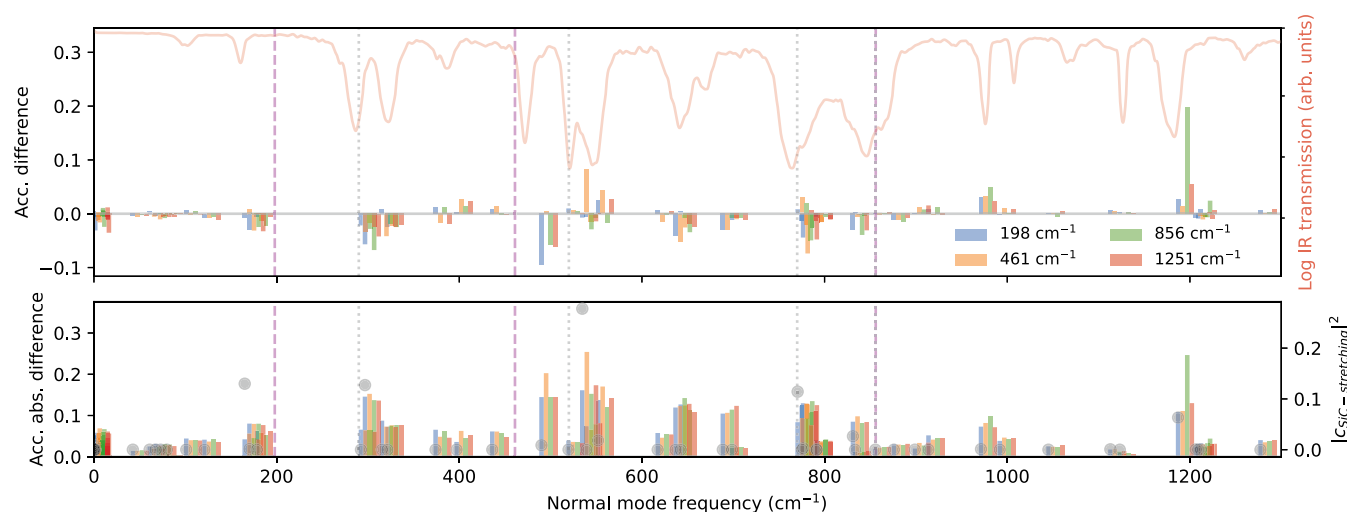 0.3
0.2
0.1
0.0
−0.1
Acc. difference
Log IR transmission (arb. units)
198 cm⁻¹
856 cm⁻¹
461 cm⁻¹
1251 cm⁻¹
0.3
0.2
0.1
0.0
Acc. abs. difference
0.2
0.1
0.0
|c_{SiC−stretching}|²
0 200 400 600 800 1000 1200
Normal mode frequency (cm⁻¹)